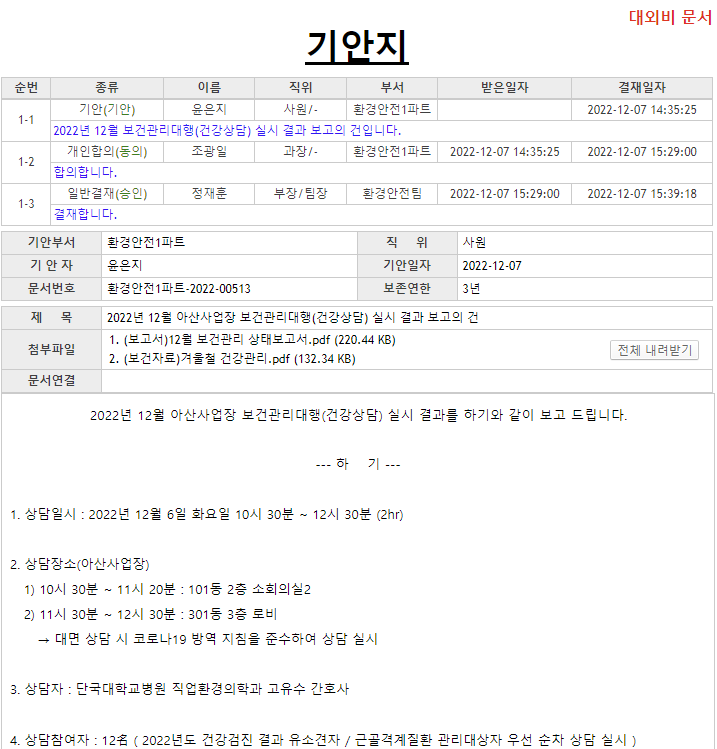 대외비 문서
기안지
순번 종류 이름 직위 부서 받은일자 결재일자
1-1 기안(기안) 윤은지 사원/- 환경안전1파트 2022-12-07 14:35:25
2022년 12월 보건관리대행(건강상담) 실시 결과 보고의 건입니다.
1-2 개인합의(동의) 조광일 과장/- 환경안전1파트 2022-12-07 14:35:25 2022-12-07 15:29:00
합의합니다.
1-3 일반결재(승인) 정재훈 부장/팀장 환경안전팀 2022-12-07 15:29:00 2022-12-07 15:39:18
결재합니다.
기안부서 환경안전1파트 직 위 사원
기 안 자 윤은지 기안일자 2022-12-07
문서번호 환경안전1파트-2022-00513 보존연한 3년
제 목 2022년 12월 아산사업장 보건관리대행(건강상담) 실시 결과 보고의 건
첨부파일 1. (보고서)12월 보건관리 상태보고서.pdf (220.44 KB)
2. (보건자료)겨울철 건강관리.pdf (132.34 KB)
전체 내려받기
문서연결
2022년 12월 아산사업장 보건관리대행(건강상담) 실시 결과를 하기와 같이 보고 드립니다.
--- 하 기 ---
1. 상담일시 : 2022년 12월 6일 화요일 10시 30분 ~ 12시 30분 (2hr)
2. 상담장소(아산사업장)
1) 10시 30분 ~ 11시 20분 : 101동 2층 소회의실2
2) 11시 30분 ~ 12시 30분 : 301동 3층 로비
→ 대면 상담 시 코로나19 방역 지침을 준수하여 상담 실시
3. 상담자 : 단국대학교병원 직업환경의학과 고유수 간호사
4. 상담참여자 : 12名 ( 2022년도 건강검진 결과 유소견자 / 근골격계질환 관리대상자 우선 순차 상담 실시 )